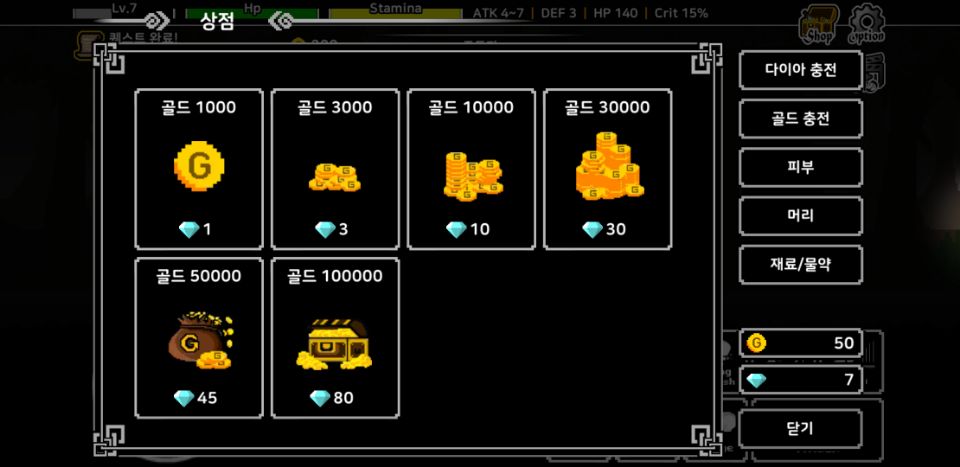 Lv.7 Hp Stamina ATK 4~7 DEF 3 HP 140 Crit 15%
상점
Shop Option
퀘스트 완료!
골드 1000 골드 3000 골드 10000 골드 30000
G
1 3 10 30
골드 50000 골드 100000
G
45 80
다이아 충전
골드 충전
피부
머리
재료/물약
G 50
7
닫기